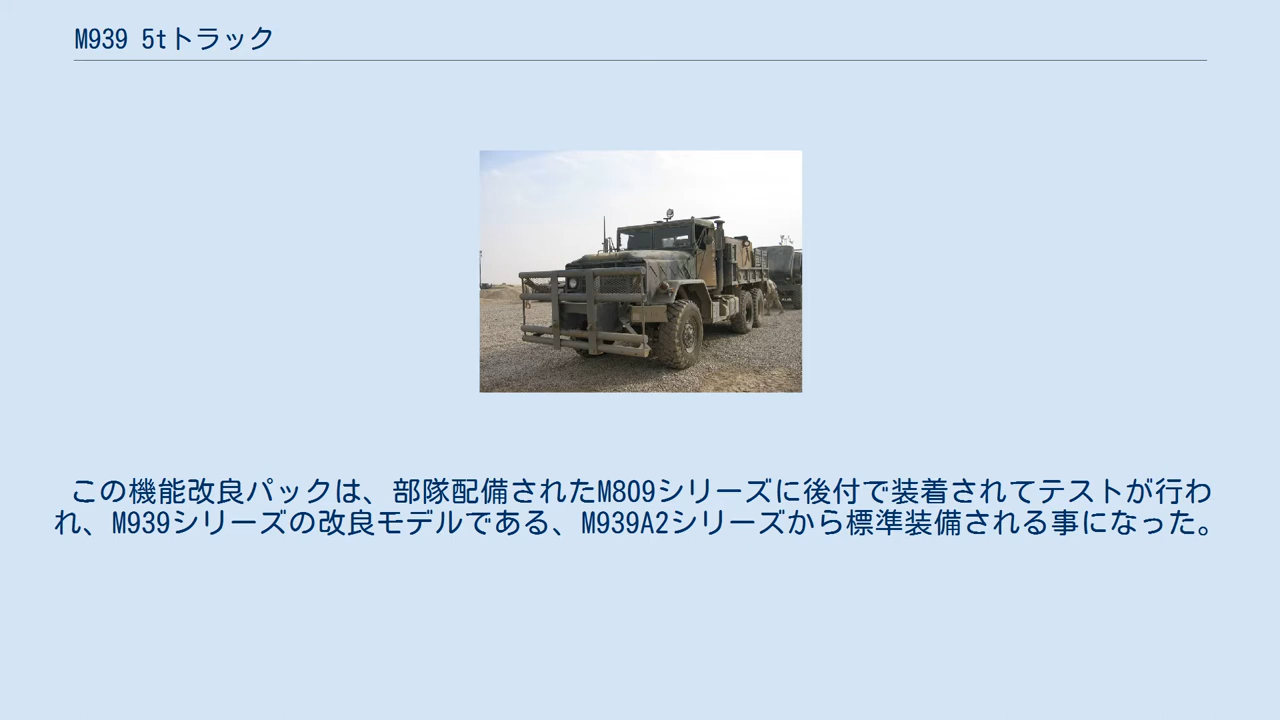 M939 5tトラック
この機能改良パックは、部隊配備されたM809シリーズに後付で装着されてテストが行わ
れ、M939シリーズの改良モデルである、M939A2シリーズから標準装備される事になった。